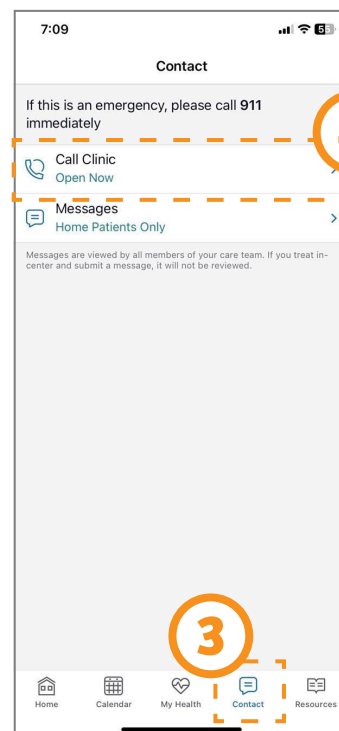 7:09
Contact
If this is an emergency, please call 911
immediately
Call Clinic
Open Now
Messages
Home Patients Only
Messages are viewed by all members of your care team. If you treat in-
center and submit a message, it will not be reviewed.
3
Home Calendar My Health Contact Resources